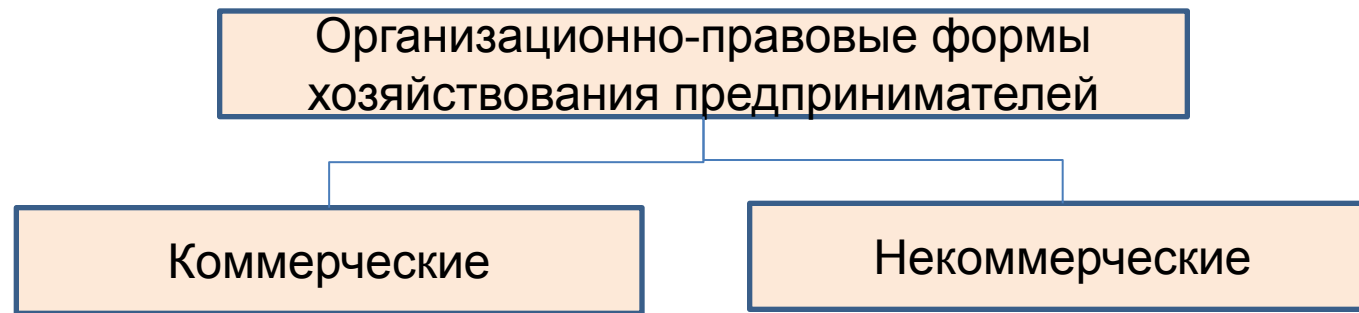 Организационно-правовые формы
хозяйствования предпринимателей
Коммерческие
Некоммерческие